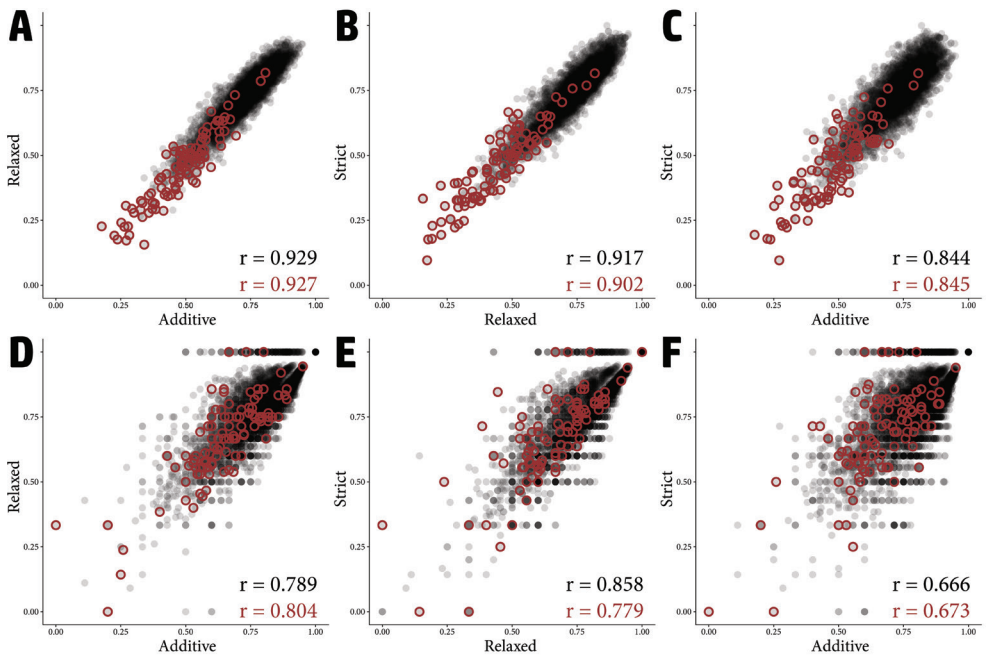 A B C
Relaxed Strict Strict
0.75 0.75 0.75
0.50 0.50 0.50
0.25 0.25 0.25
0.00 0.00 0.00
r = 0.929 r = 0.917 r = 0.844
r = 0.927 r = 0.902 r = 0.845
0.00 0.25 0.50 0.75 1.00 0.00 0.25 0.50 0.75 1.00 0.00 0.25 0.50 0.75 1.00
Additive Relaxed Additive
D E F
Relaxed Strict Strict
0.75 0.75 0.75
0.50 0.50 0.50
0.25 0.25 0.25
0.00 0.00 0.00
r = 0.789 r = 0.858 r = 0.666
r = 0.804 r = 0.779 r = 0.673
0.00 0.25 0.50 0.75 1.00 0.00 0.25 0.50 0.75 1.00 0.00 0.25 0.50 0.75 1.00
Additive Relaxed Additive